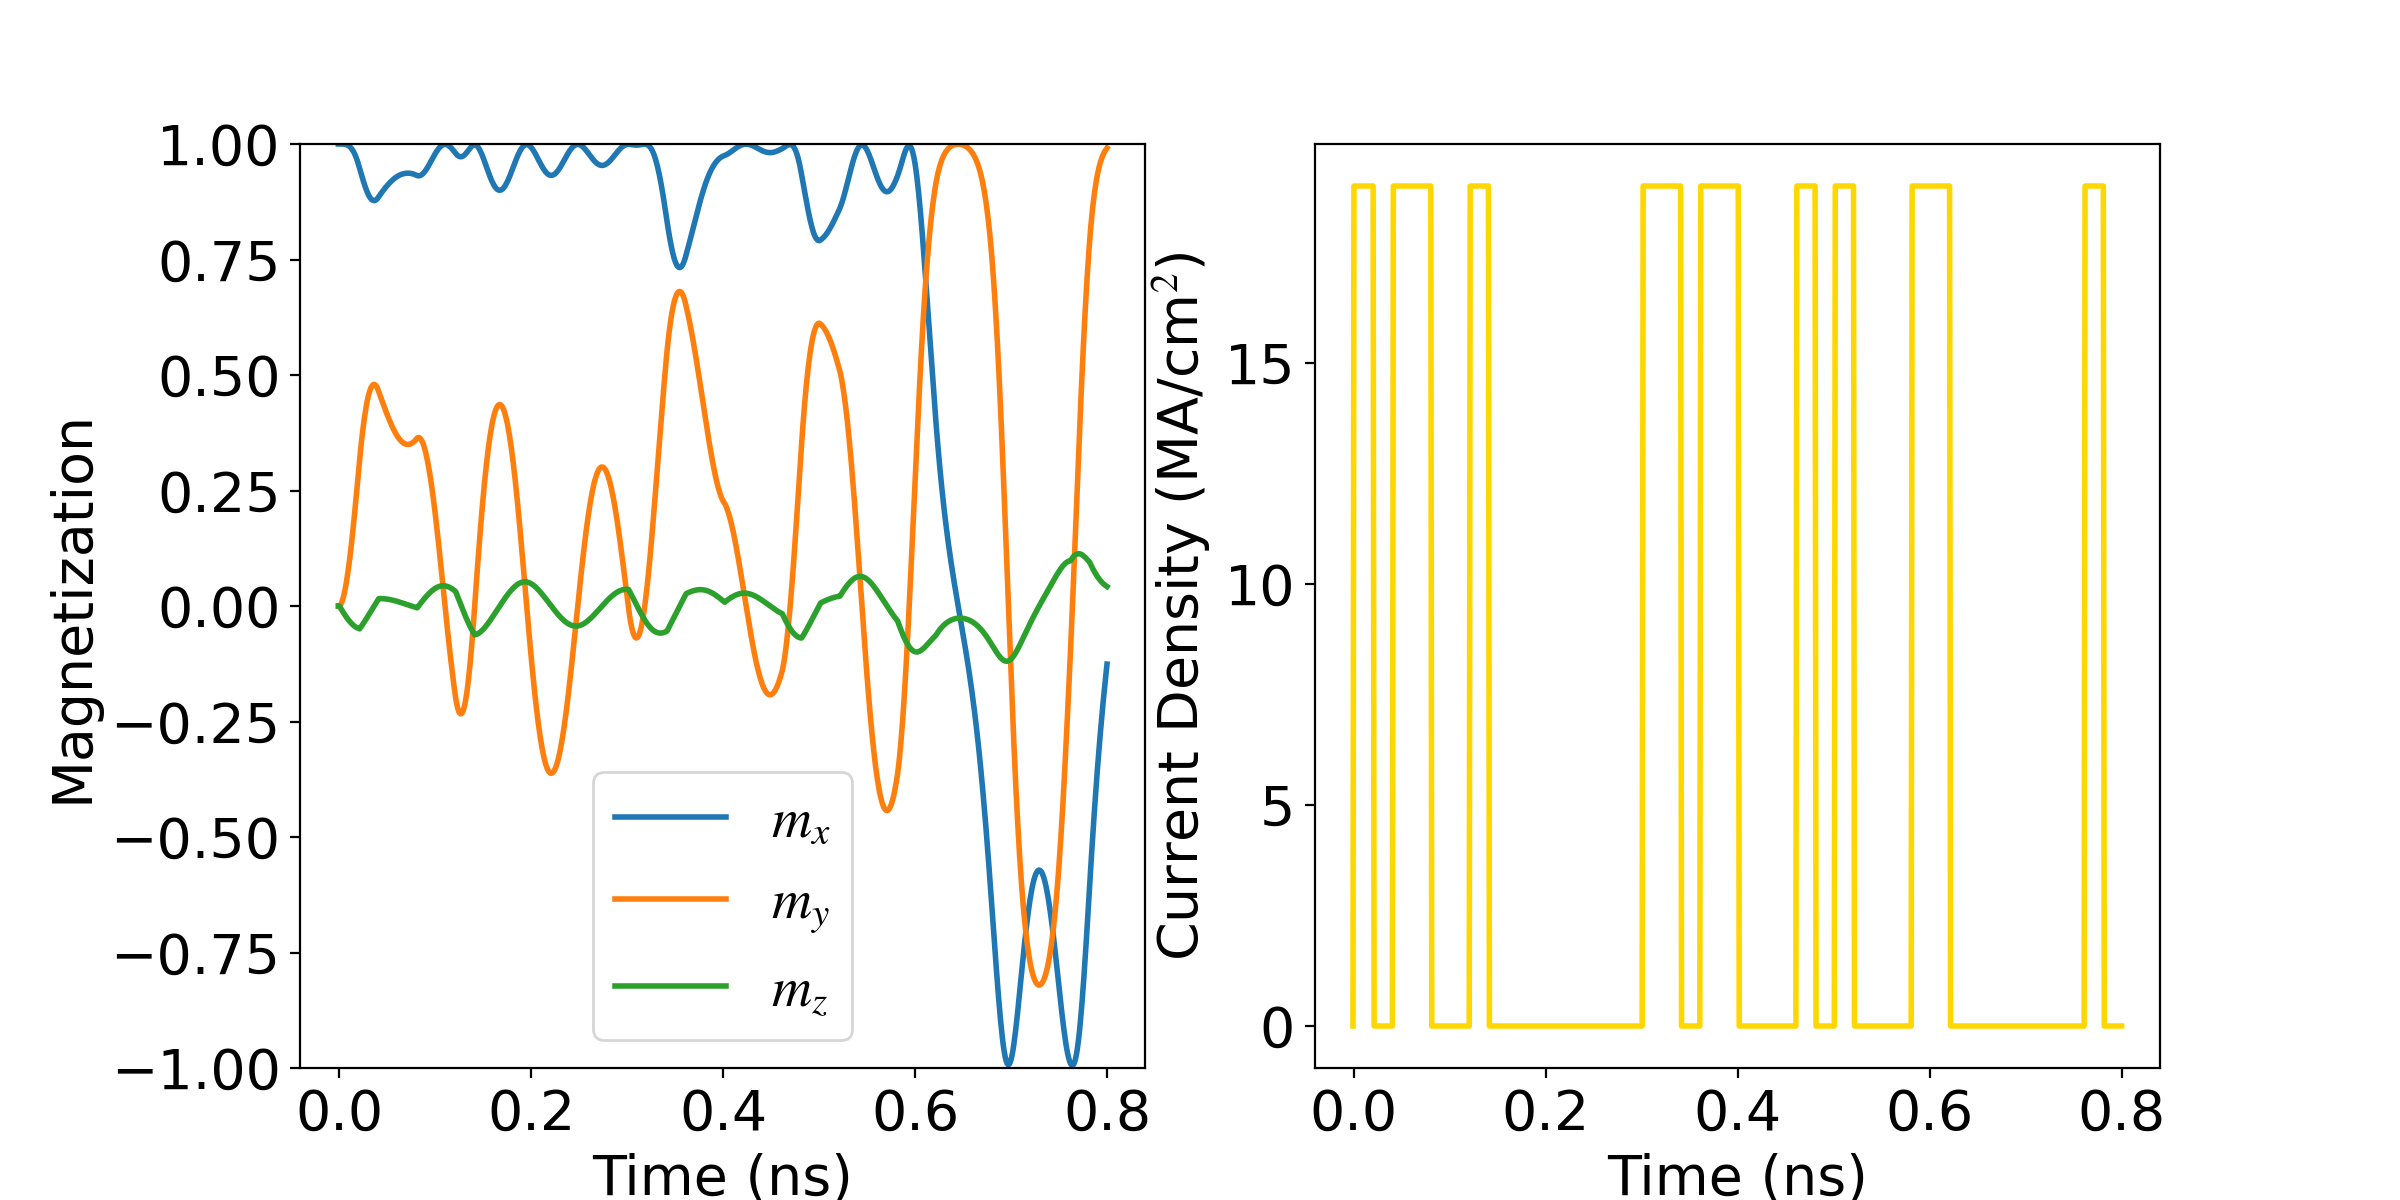 Magnetization
1.00
0.75
0.50
0.25
0.00
−0.25
−0.50
−0.75
−1.00
0.0 0.2 0.4 0.6 0.8
Time (ns)
m_x
m_y
m_z
Current Density (MA/cm²)
15
10
5
0
0.0 0.2 0.4 0.6 0.8
Time (ns)